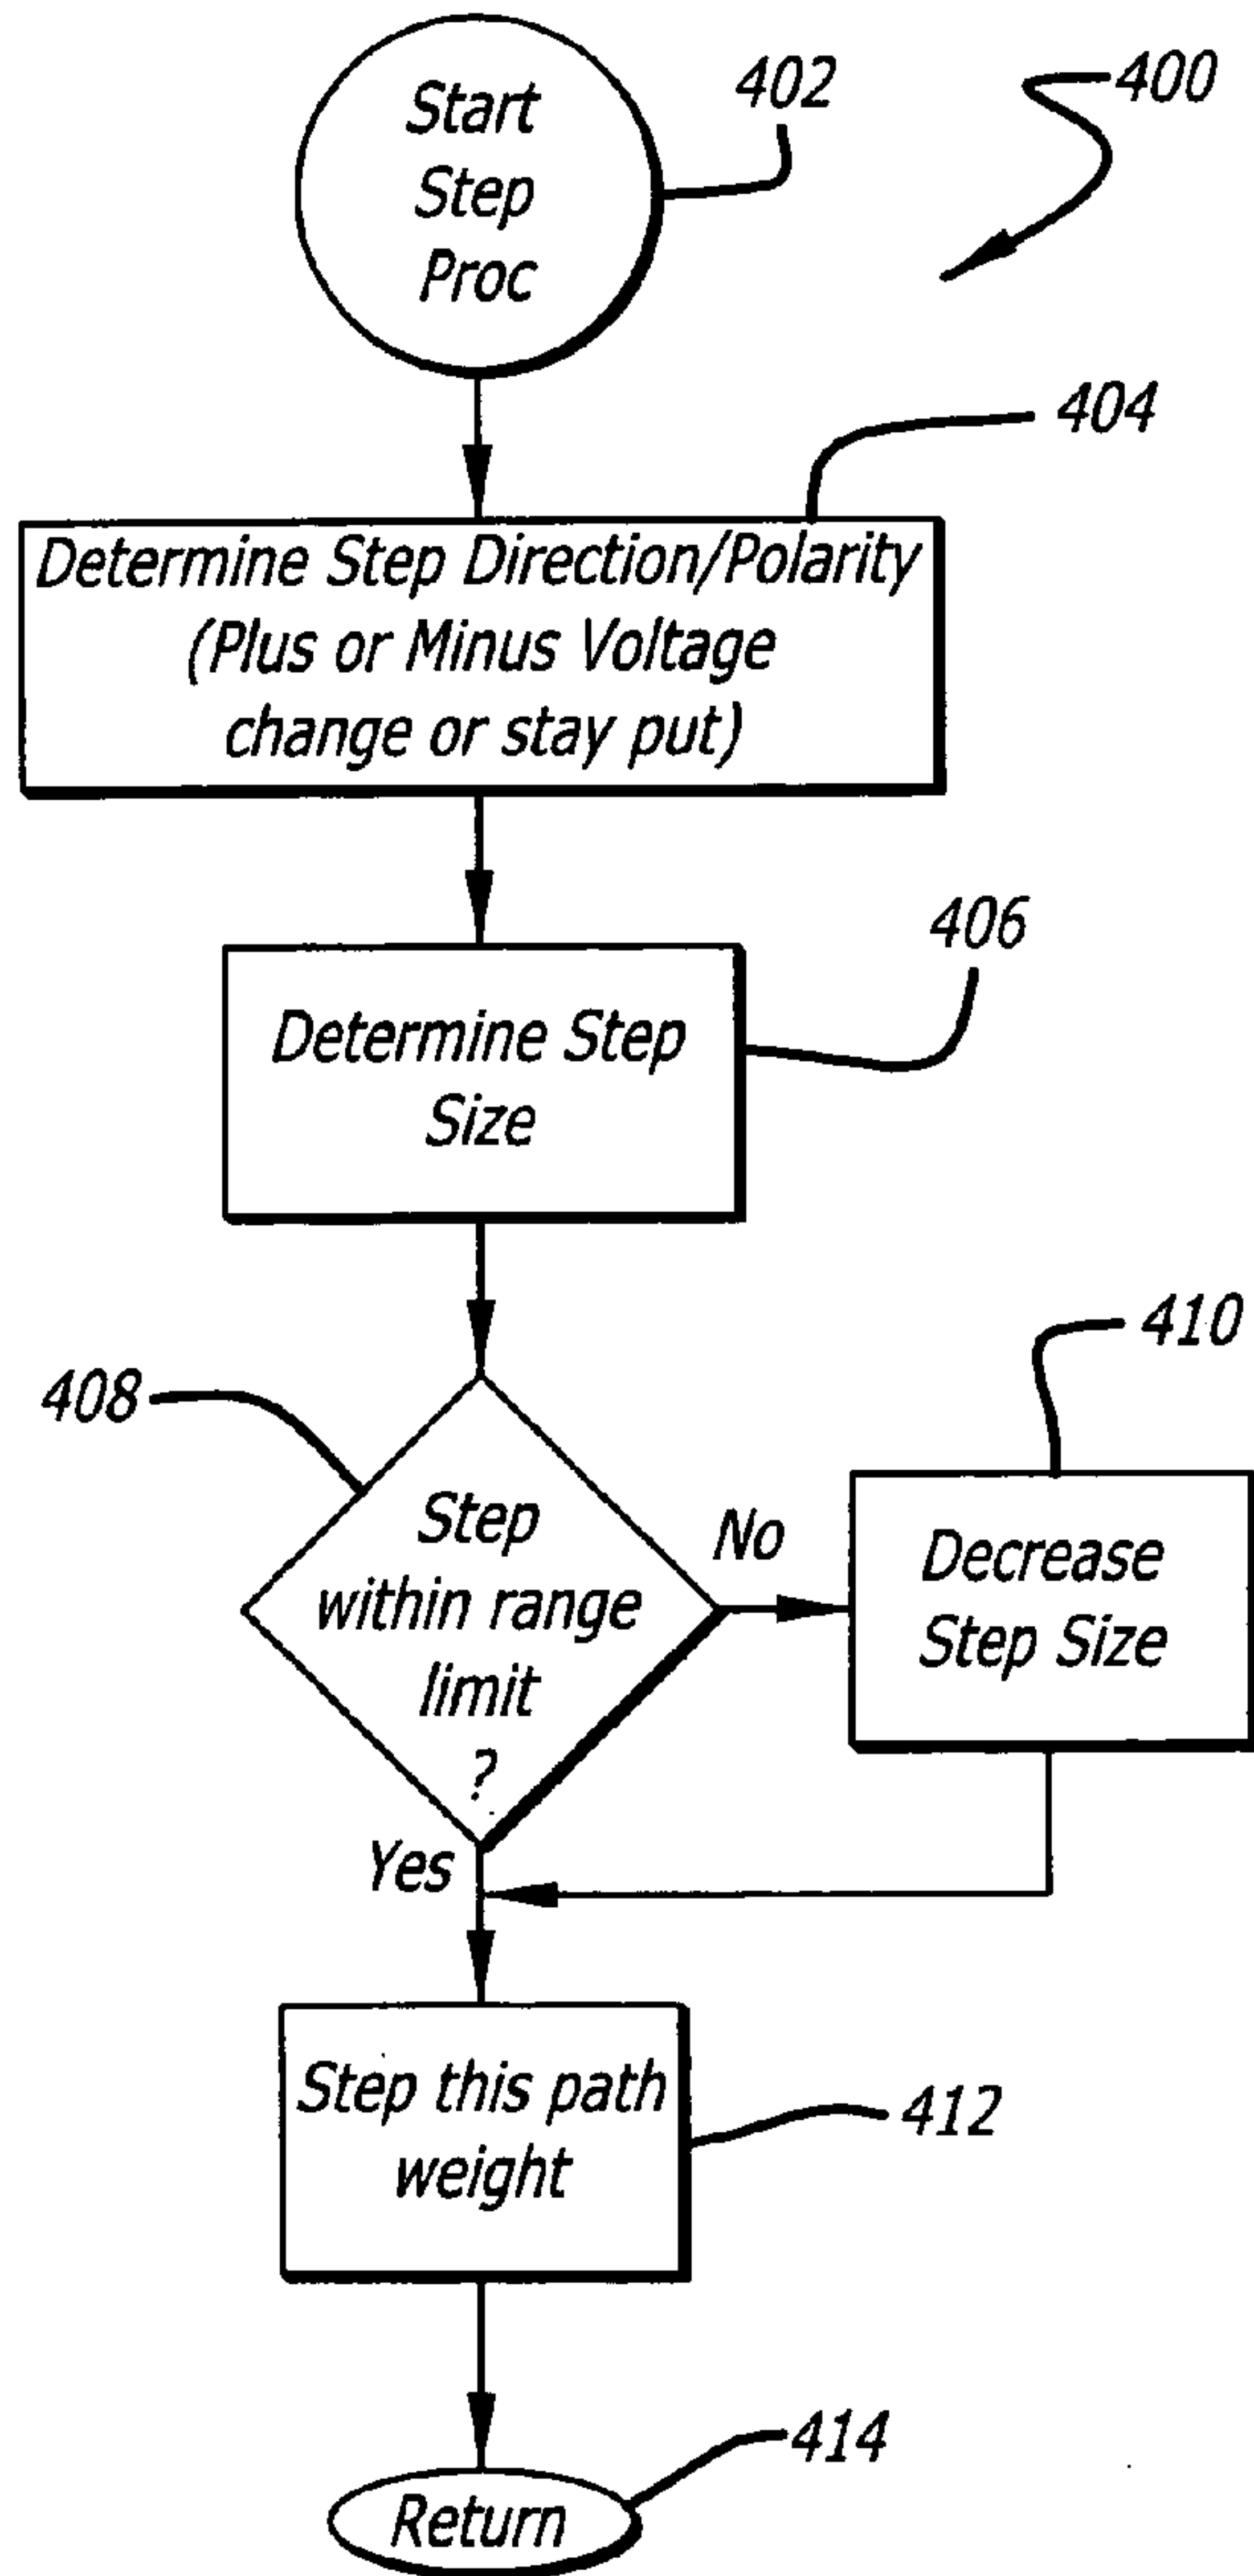 Start
Step
Proc
402
400
404
Determine Step Direction/Polarity
(Plus or Minus Voltage
change or stay put)
406
Determine Step
Size
408
Step
within range
limit
?
No
Yes
410
Decrease
Step Size
Step this path
weight
412
414
Return